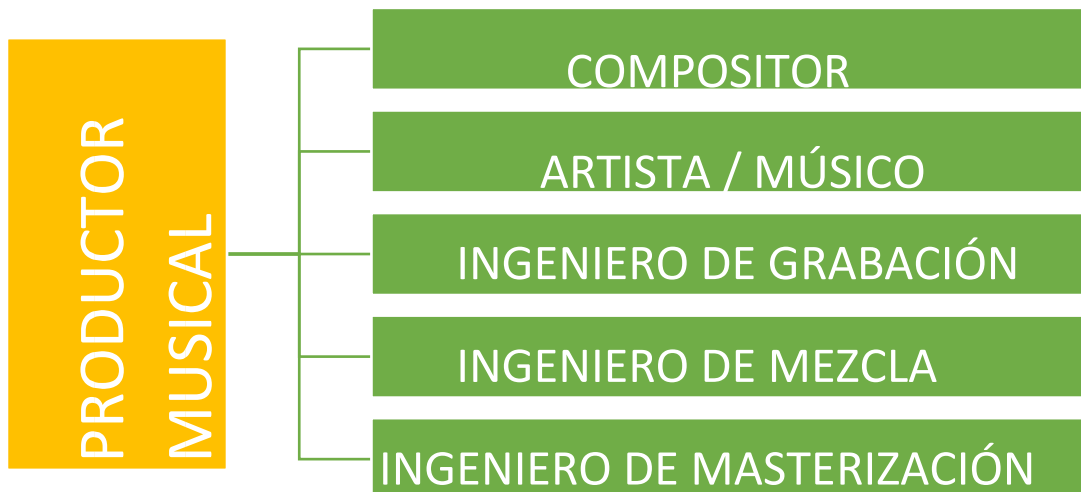 PRODUCTOR
MUSICAL
COMPOSITOR
ARTISTA / MÚSICO
INGENIERO DE GRABACIÓN
INGENIERO DE MEZCLA
INGENIERO DE MASTERIZACIÓN